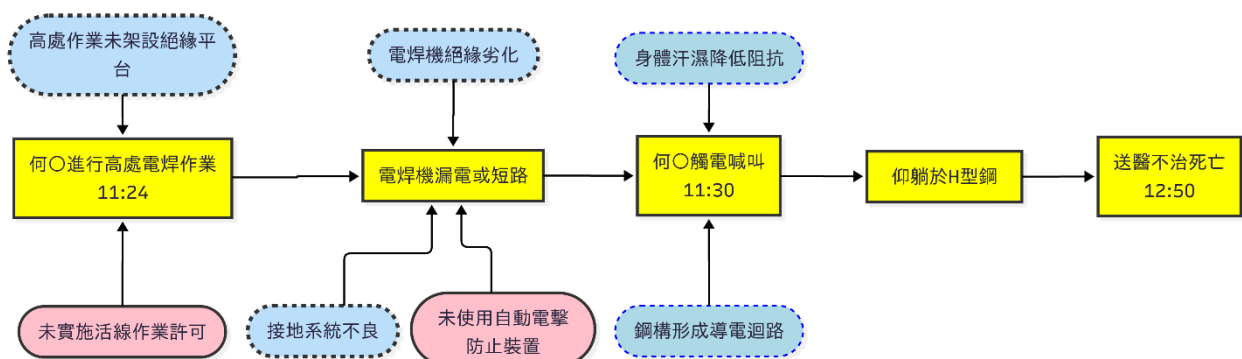 高處作業未架設絕緣平
台
電焊機絕緣劣化
身體汗濕降低阻抗
何〇進行高處電焊作業
11:24
電焊機漏電或短路
何〇觸電喊叫
11:30
仰躺於H型鋼
送醫不治死亡
12:50
未實施活線作業許可
接地系統不良
未使用自動電擊
防止裝置
鋼構形成導電迴路